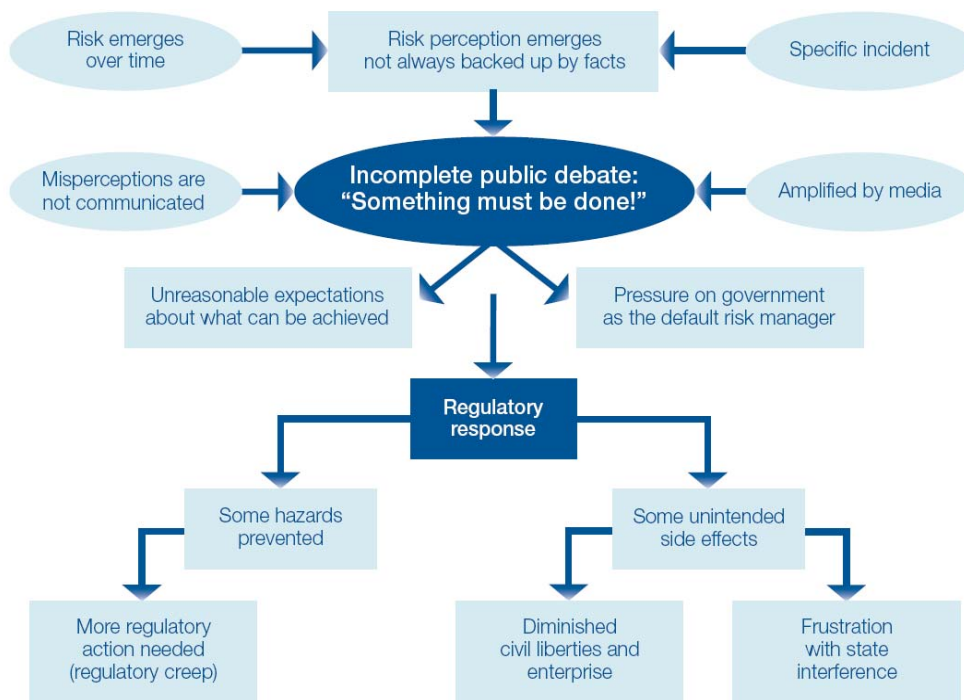 Risk emerges
over time
Risk perception emerges
not always backed up by facts
Specific incident
Misperceptions are
not communicated
Incomplete public debate:
“Something must be done!”
Amplified by media
Unreasonable expectations
about what can be achieved
Pressure on government
as the default risk manager
Regulatory
response
Some hazards
prevented
Some unintended
side effects
More regulatory
action needed
(regulatory creep)
Diminished
civil liberties and
enterprise
Frustration
with state
interference